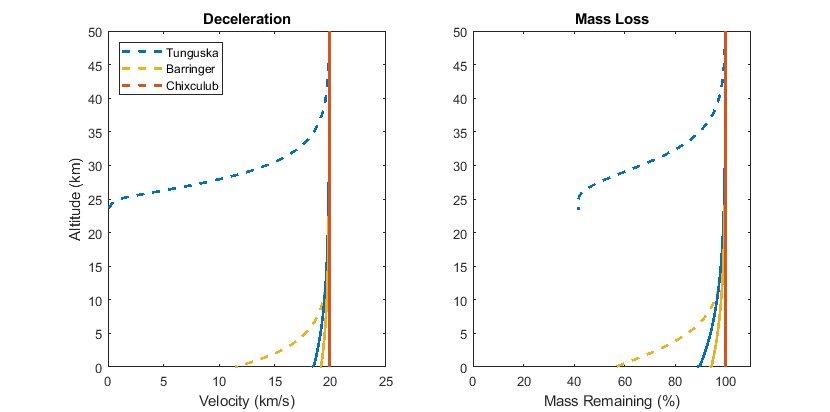 Deceleration
50
45
40
35
30
25
20
15
10
5
0
Altitude (km)
Tunguska
Barringer
Chixculub
0 5 10 15 20 25
Velocity (km/s)
Mass Loss
50
45
40
35
30
25
20
15
10
5
0
0 20 40 60 80 100
Mass Remaining (%)